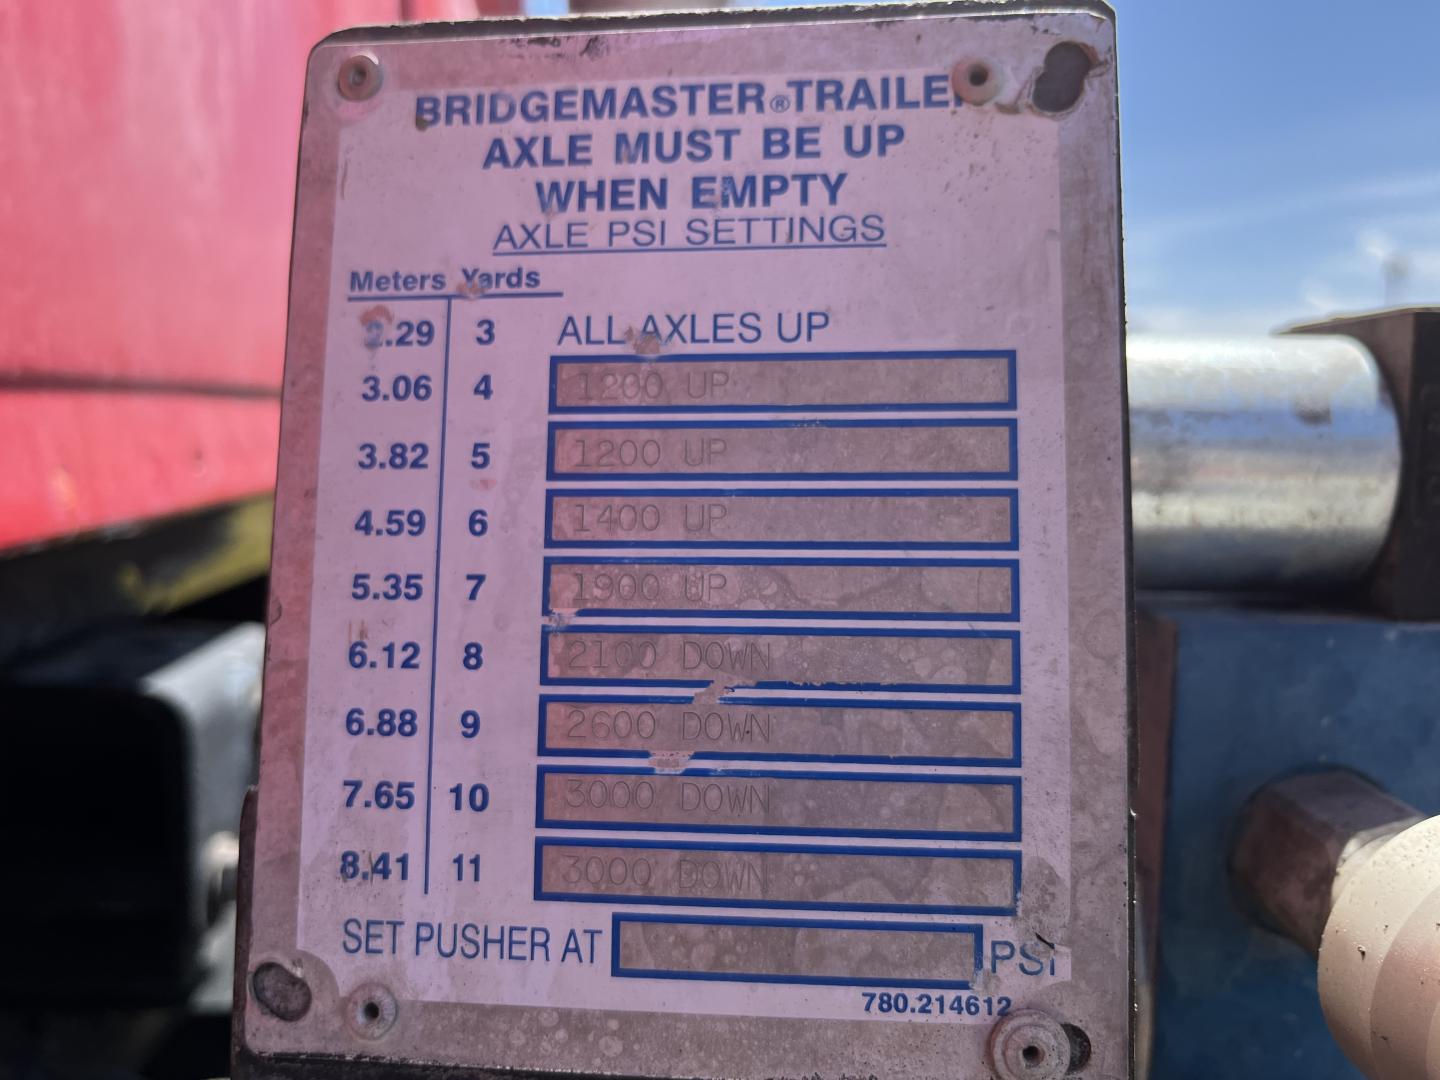 BRIDGEMASTER®TRAILER
AXLE MUST BE UP
WHEN EMPTY
AXLE PSI SETTINGS
Meters Yards
2.29 3 ALL AXLES UP
3.06 4 1200 UP
3.82 5 1200 UP
4.59 6 1400 UP
5.35 7 1900 UP
6.12 8 2100 DOWN
6.88 9 2600 DOWN
7.65 10 3000 DOWN
8.41 11 3000 DOWN
SET PUSHER AT PSI
780.214612